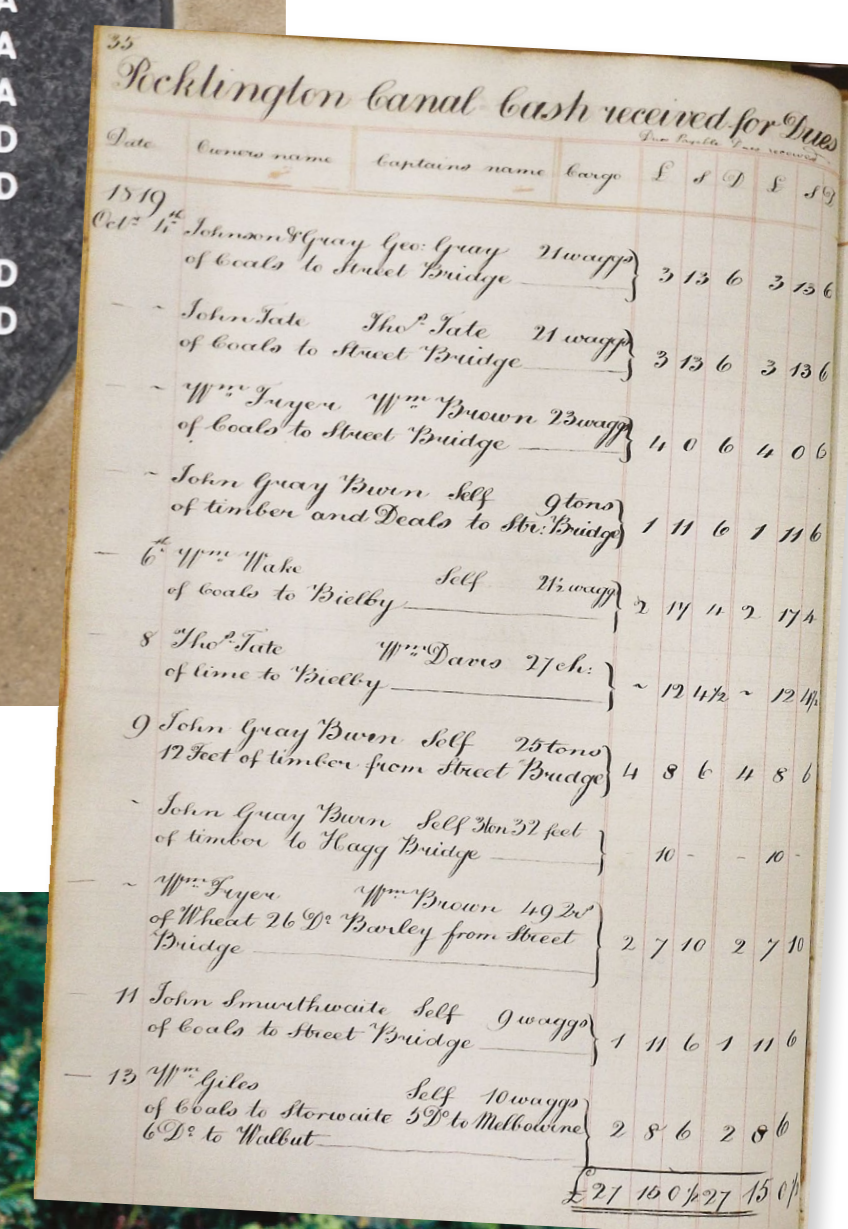 A
A
A
D
D
D
D
35
Pocklington Canal Cash received for Dues
Dues Payable Dues received
Date Owners name Captains name Cargo £ S D £ S D
1819
Octr 4th Johnson & Gray Geo: Gray 21 waggs
of Coals to Street Bridge 3 13 6 3 13 6
- - John Tate Thos Tate 21 waggs
of Coals to Street Bridge 3 13 6 3 13 6
- Wm Fryer Wm Brown 23 waggs
of Coals to Street Bridge 4 0 6 4 0 6
- - John Gray Burn Self 9 tons
of timber and Deals to Str: Bridge 1 11 6 1 11 6
- 6th Wm Wake Self 21½ wagg
of Coals to Bielby 2 17 4 2 17 4
- 8 Thos Tate Wm Davis 27 ch:
of lime to Bielby ~ 12 4½ ~ 12 4½
9 John Gray Burn Self 25 tons
12 Feet of timber from Street Bridge 4 8 6 4 8 6
- John Gray Burn Self 3 ton 32 feet
of timber to Hagg Bridge 10 - - 10 -
- - Wm Fryer Wm Brown 49 Qrs
of Wheat 26 Do Barley from Street
Bridge 2 7 10 2 7 10
- 11 John Smurthwaite Self 9 waggs
of Coals to Street Bridge 1 11 6 1 11 6
- 13 Wm Giles Self 10 waggs
of Coals to Storwaite 5 Do to Melbourne
6 Do to Walbut 2 8 6 2 8 6
£ 27 15 0½ 27 15 0½